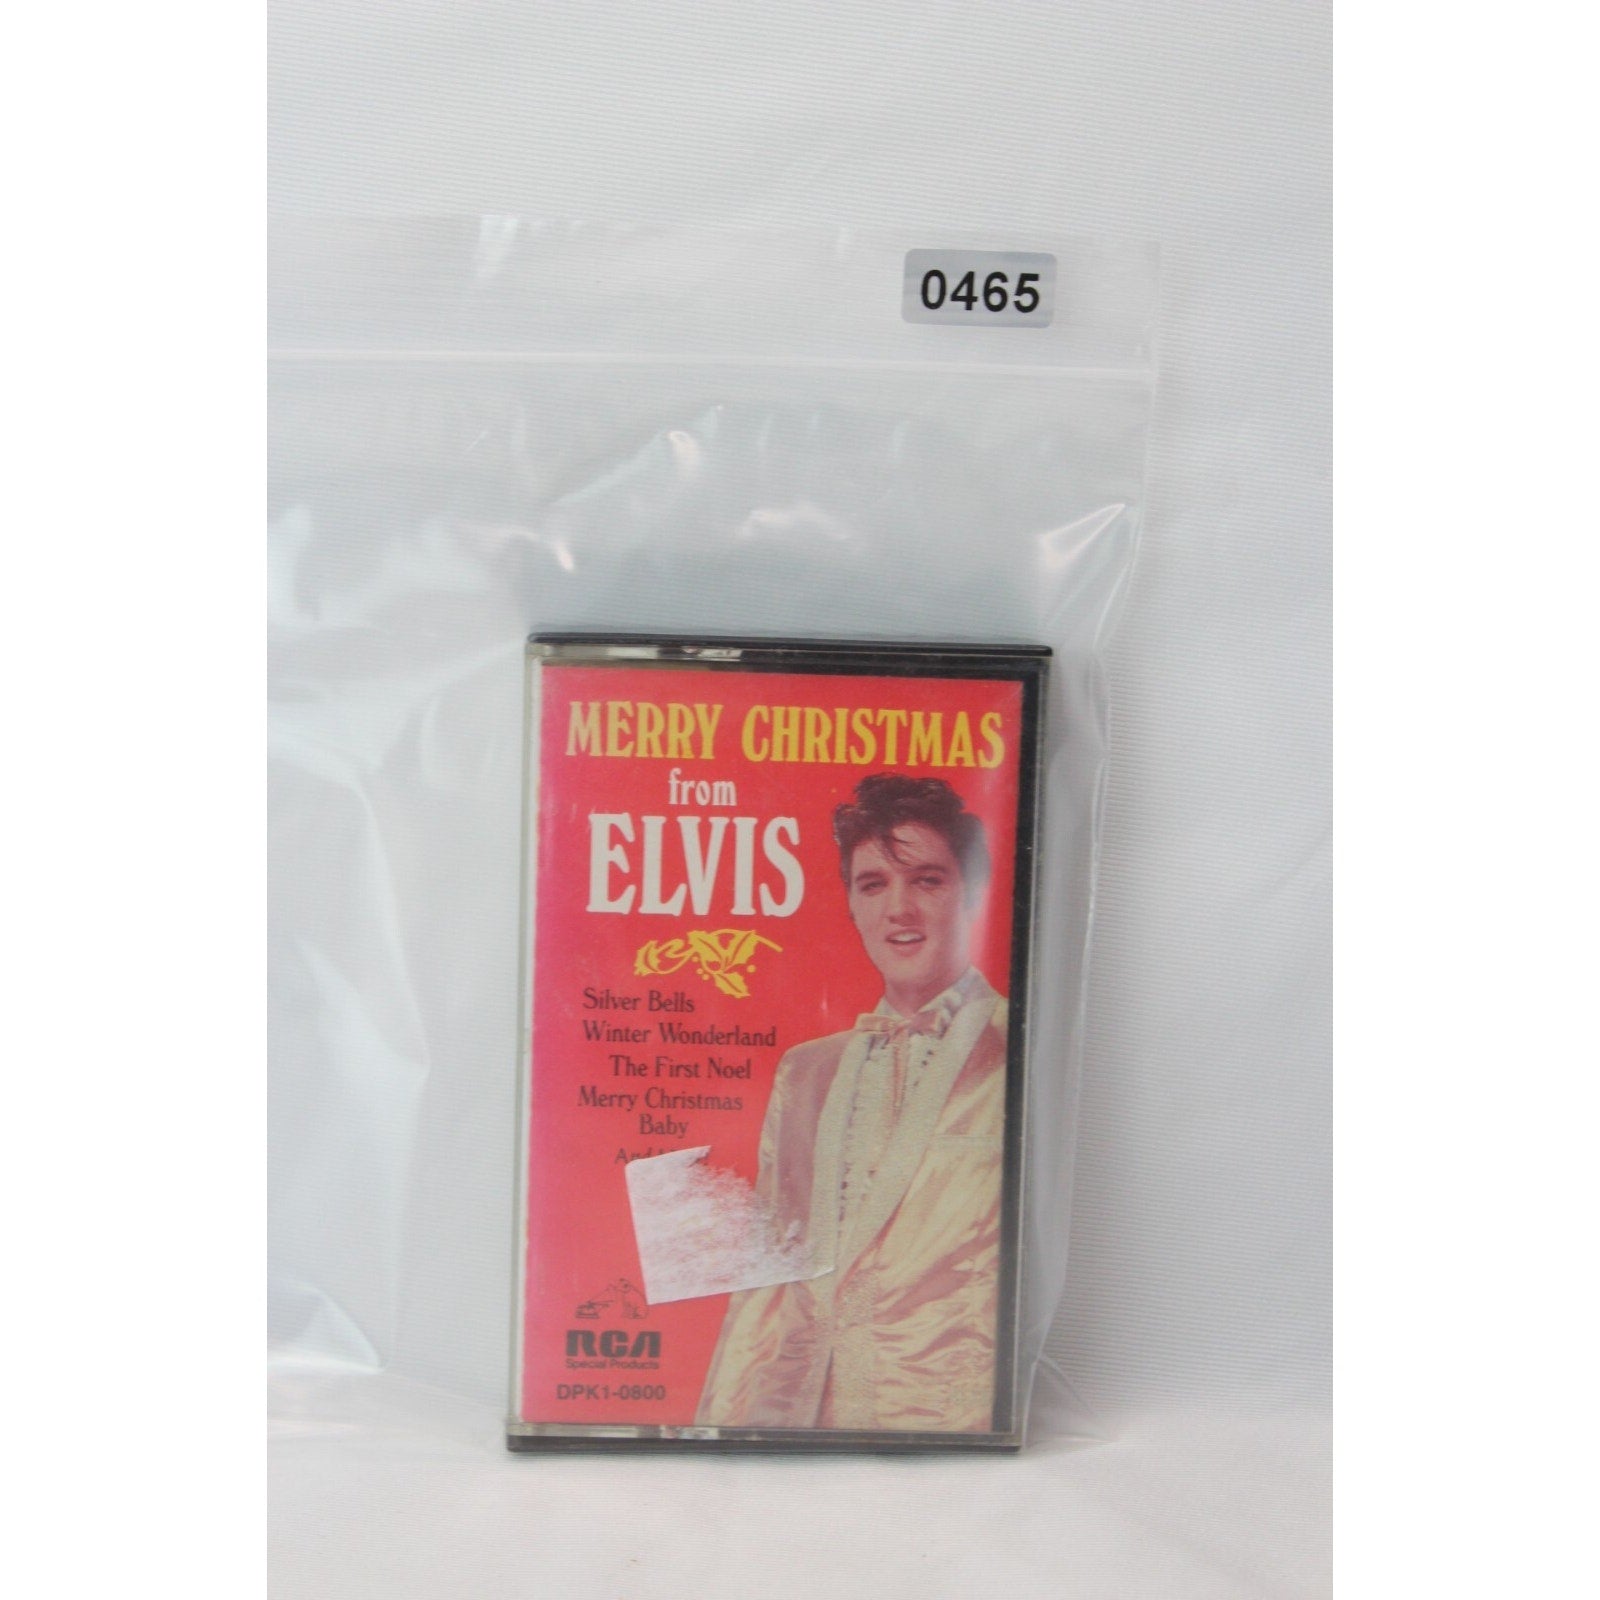 0465
MERRY CHRISTMAS
from
ELVIS
Silver Bells
Winter Wonderland
The First Noel
Merry Christmas
Baby
And
RCA
Special Products
DPK1-0800